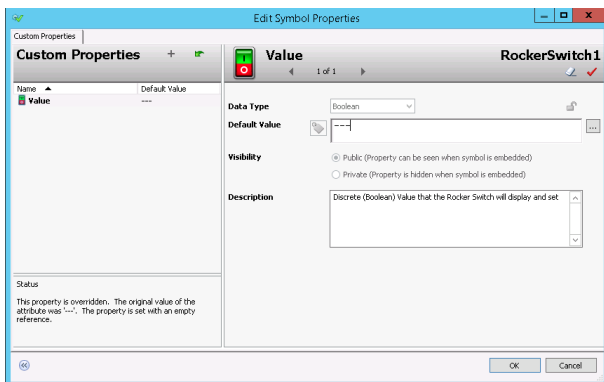 Edit Symbol Properties
Custom Properties
Custom Properties
Name Default Value
Value ---
Status
This property is overridden. The original value of the
attribute was '---'. The property is set with an empty
reference.
Value RockerSwitch1
1 of 1
Data Type Boolean
Default Value ---
...
Visibility Public (Property can be seen when symbol is embedded)
Private (Property is hidden when symbol is embedded)
Description Discrete (Boolean) Value that the Rocker Switch will display and set
OK Cancel